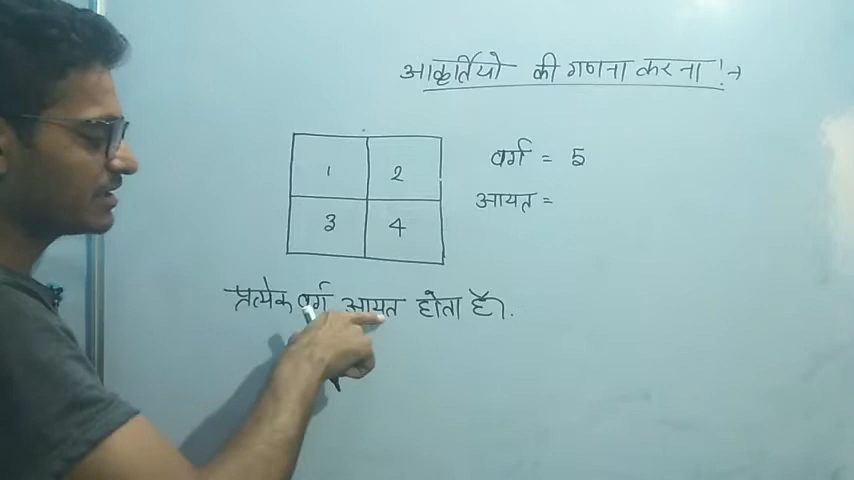 आकृतियो की गणना करना !→
1 2
वर्ग = 5
3 4
आयत =
प्रत्येक वर्ग आयत होता है।.